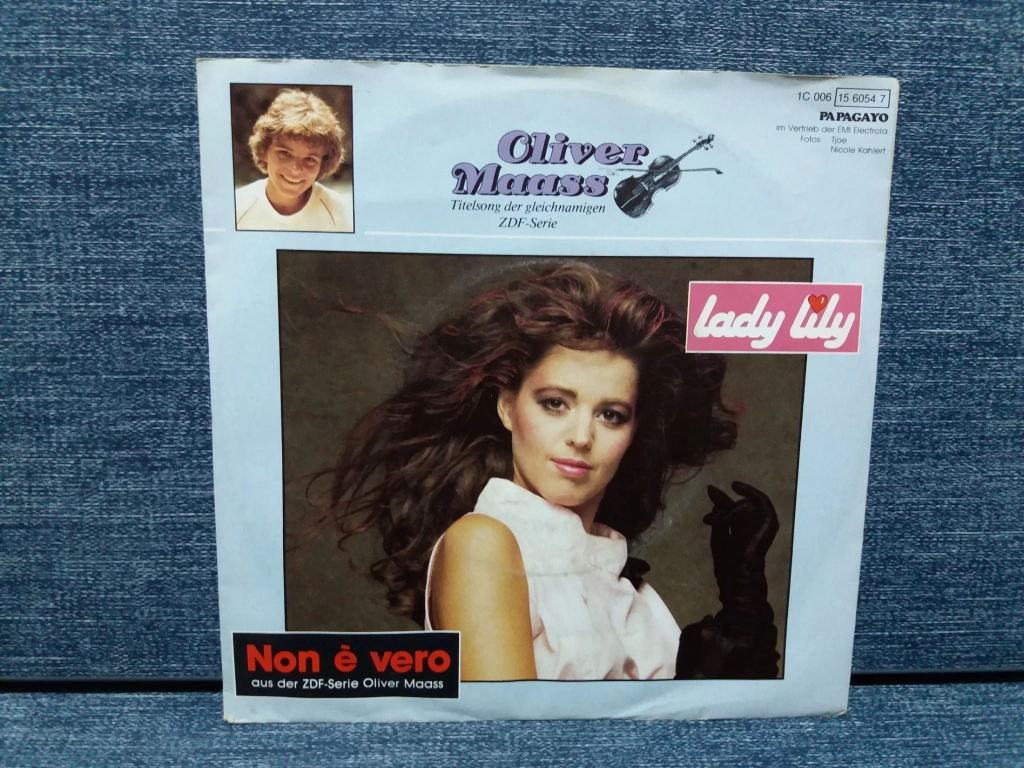 1C 006 15 6054 7
PAPAGAYO
im Vertrieb der EMI Electrola
Fotos: Tjoe
Nicole Kahlert
Oliver
Maass
Titelsong der gleichnamigen
ZDF-Serie
lady lily
Non è vero
aus der ZDF-Serie Oliver Maass